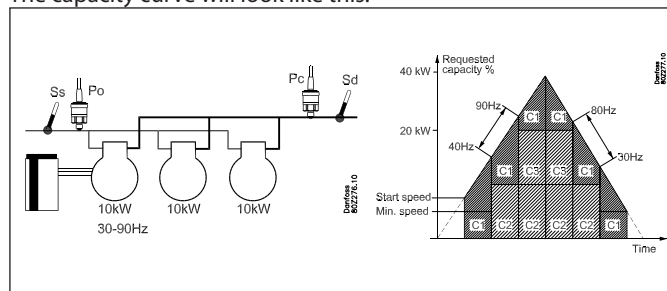 The capacity curve will look like this:
Ss
Po
Pc
Sd
10kW
10kW
10kW
30-90Hz
Danfoss
80Z276.10
Requested
capacity %
40 kW
20 kW
90Hz
40Hz
80Hz
30Hz
Start speed
Min. speed
C1
C1
C1
C3
C3
C1
C1
C2
C2
C2
C2
C1
Time
Danfoss
80Z277.10